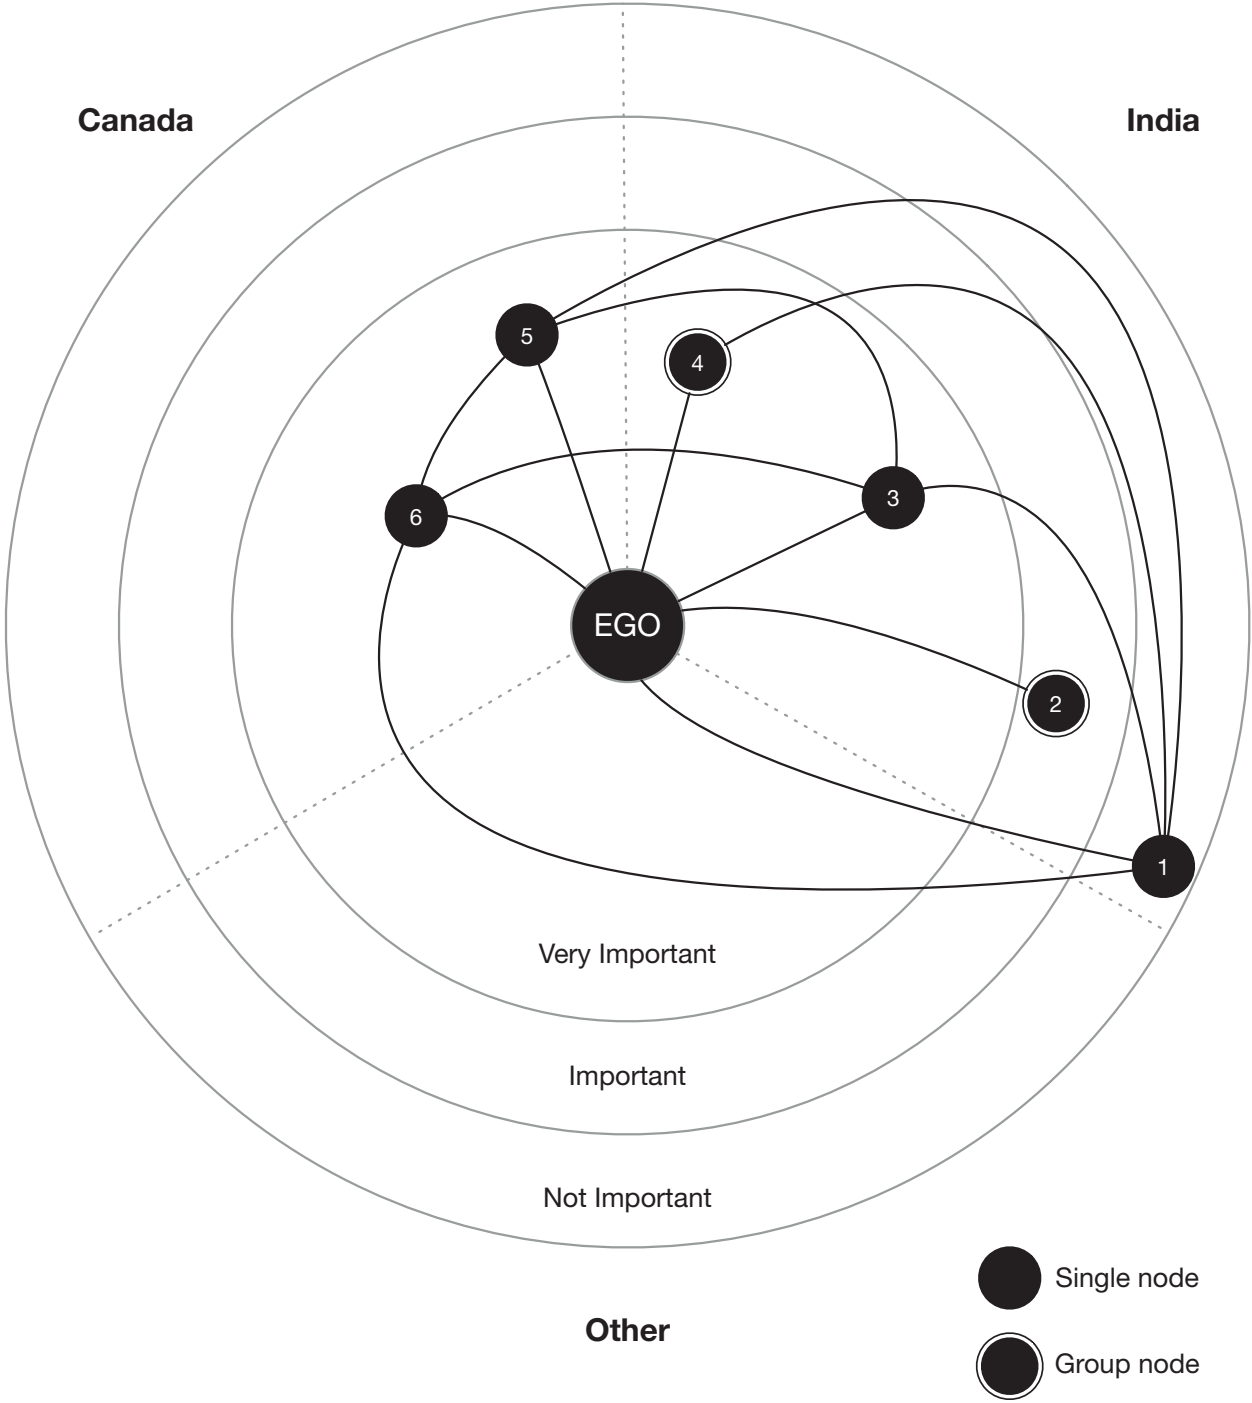 Canada
India
5
4
3
6
EGO
2
1
Very Important
Important
Not Important
Single node
Other
Group node